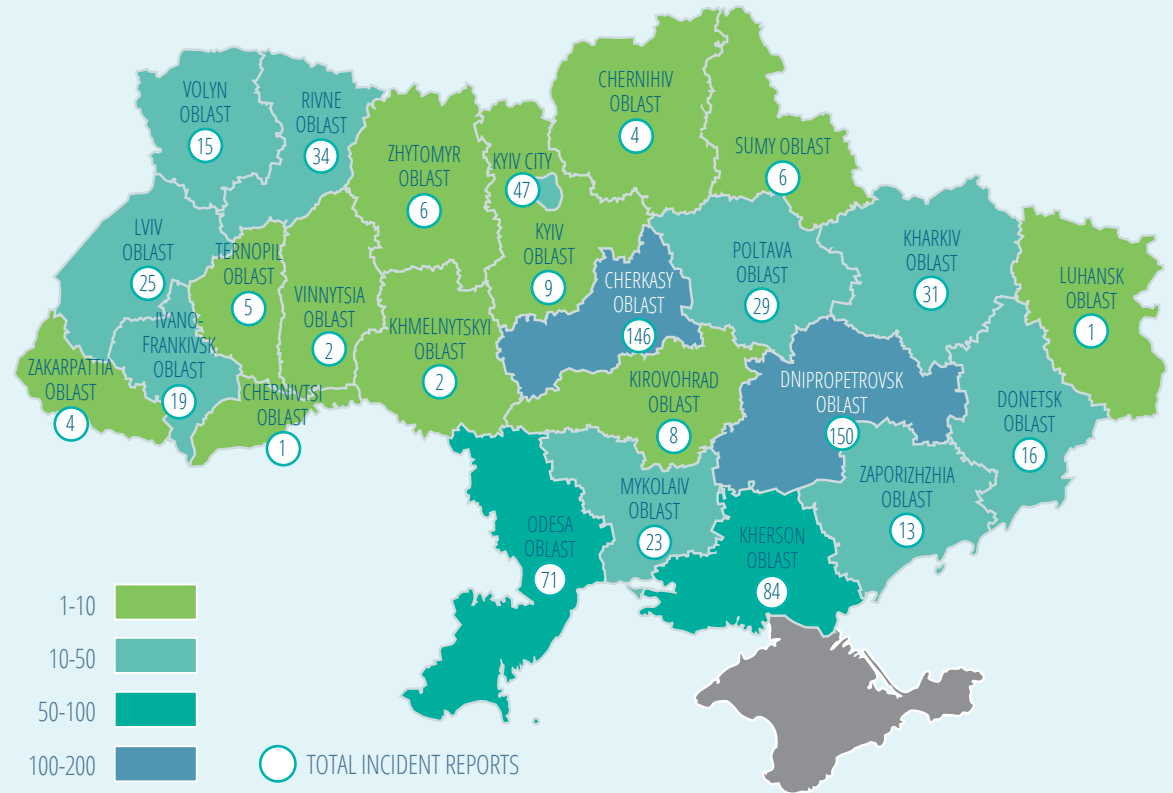 VOLYN
OBLAST
15
RIVNE
OBLAST
34
ZHYTOMYR
OBLAST
6
KYIV CITY
47
CHERNIHIV
OBLAST
4
SUMY OBLAST
6
LVIV
OBLAST
25
TERNOPIL
OBLAST
5
VINNYTSIA
OBLAST
2
KYIV
OBLAST
9
CHERKASY
OBLAST
146
POLTAVA
OBLAST
29
KHARKIV
OBLAST
31
LUHANSK
OBLAST
1
IVANO-
FRANKIVSK
OBLAST
19
KHMELNYTSKYI
OBLAST
2
ZAKARPATTIA
OBLAST
4
CHERNIVTSI
OBLAST
1
KIROVOHRAD
OBLAST
8
DNIPROPETROVSK
OBLAST
150
DONETSK
OBLAST
16
ODESA
OBLAST
71
MYKOLAIV
OBLAST
23
KHERSON
OBLAST
84
ZAPORIZHZHIA
OBLAST
13
1-10
10-50
50-100
100-200
TOTAL INCIDENT REPORTS